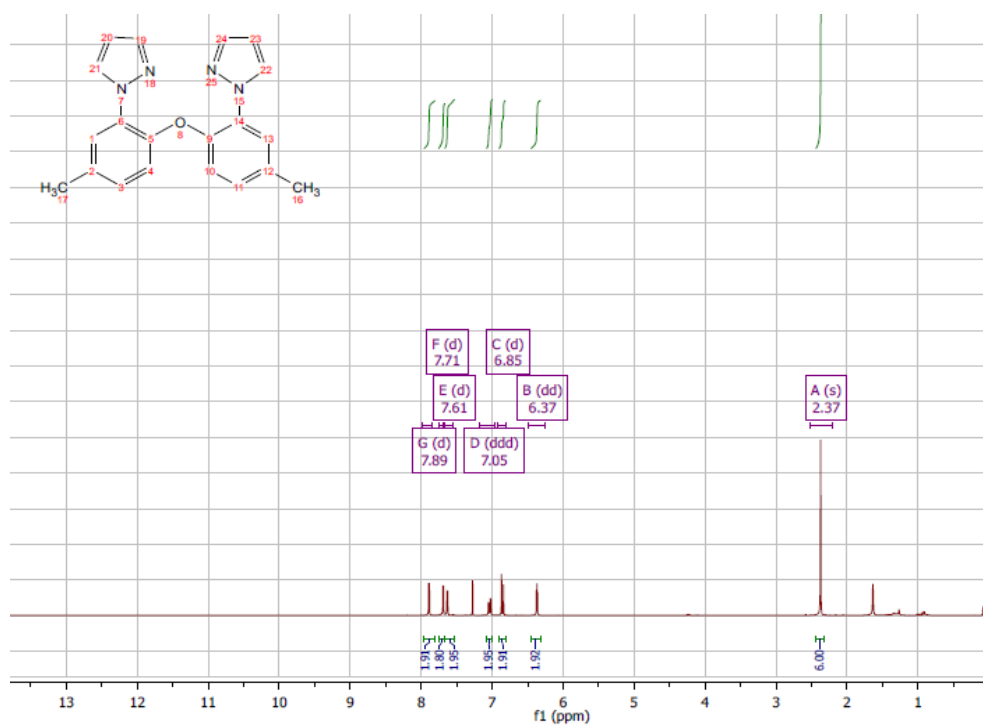 20 19 24 23
21 N 18 N 25 22
N 7 N 15
6 O 8 14
1 5 9 13
2 4 10 12
H₃C 17 3 11 CH₃ 16
F (d) 7.71
C (d) 6.85
E (d) 7.61
B (dd) 6.37
A (s) 2.37
G (d) 7.89
D (ddd) 7.05
1.91 1.80 1.95 1.95 1.91 1.92 6.00
13 12 11 10 9 8 7 6 5 4 3 2 1
f1 (ppm)